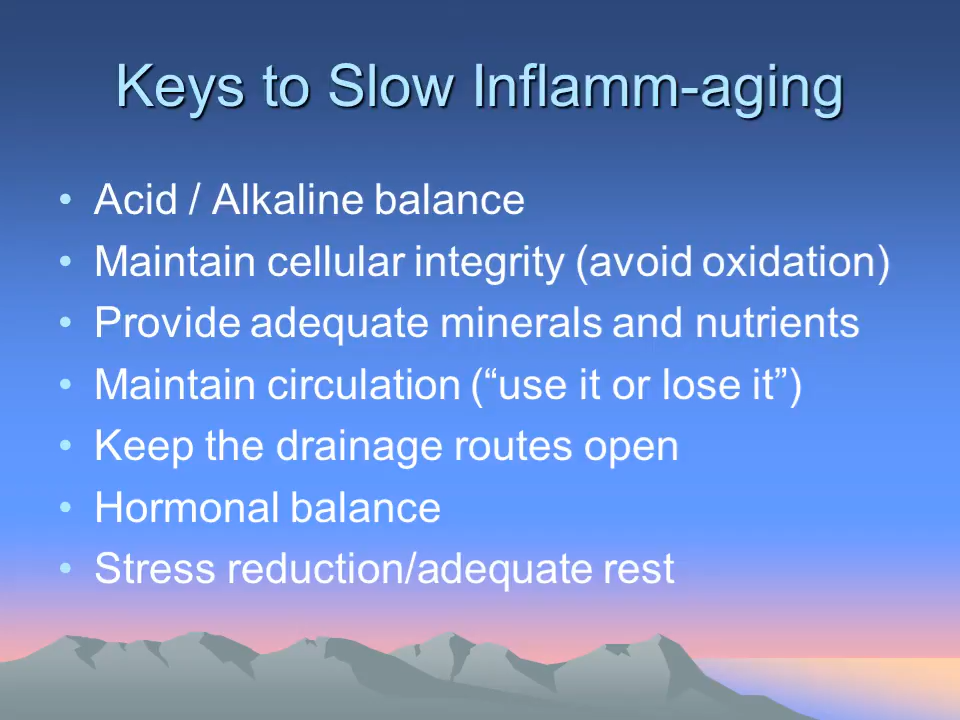 Keys to Slow Inflamm-aging
• Acid / Alkaline balance
• Maintain cellular integrity (avoid oxidation)
• Provide adequate minerals and nutrients
• Maintain circulation (“use it or lose it”)
• Keep the drainage routes open
• Hormonal balance
• Stress reduction/adequate rest